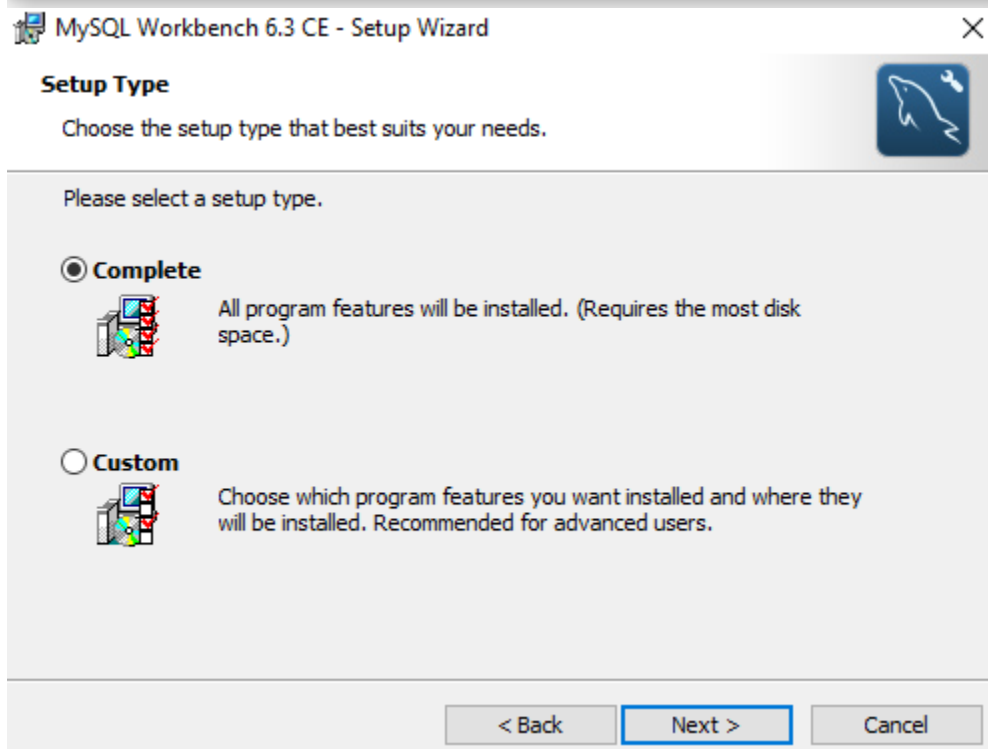 MySQL Workbench 6.3 CE - Setup Wizard
Setup Type
Choose the setup type that best suits your needs.
Please select a setup type.
Complete
All program features will be installed. (Requires the most disk
space.)
Custom
Choose which program features you want installed and where they
will be installed. Recommended for advanced users.
< Back
Next >
Cancel